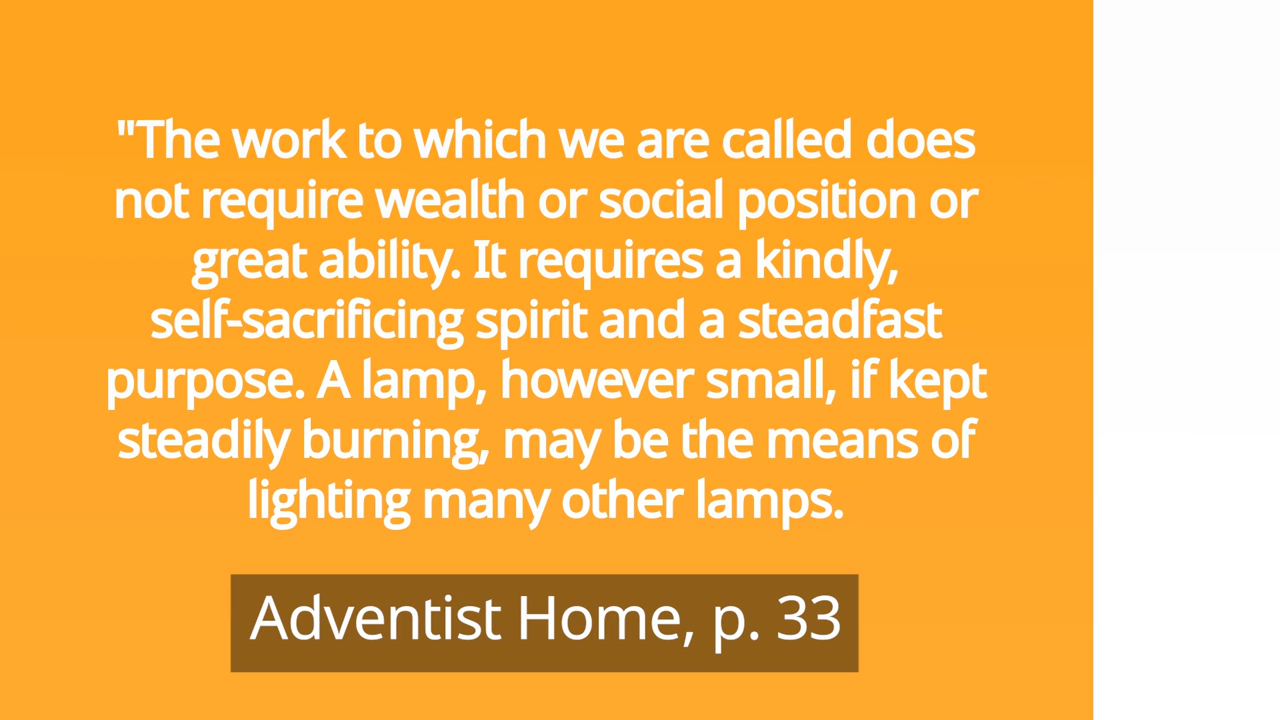 "The work to which we are called does
not require wealth or social position or
great ability. It requires a kindly,
self-sacrificing spirit and a steadfast
purpose. A lamp, however small, if kept
steadily burning, may be the means of
lighting many other lamps.
Adventist Home, p. 33